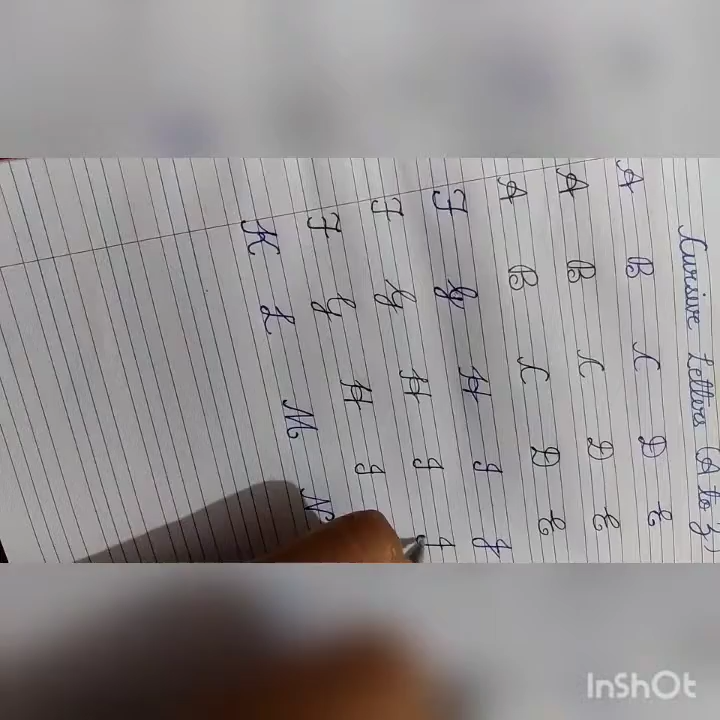 Cursive Letters (A to Z)
A B C D E
A B C D E
A B C D E
F G H I J
F G H I J
F G H I
K L M N
InShOt